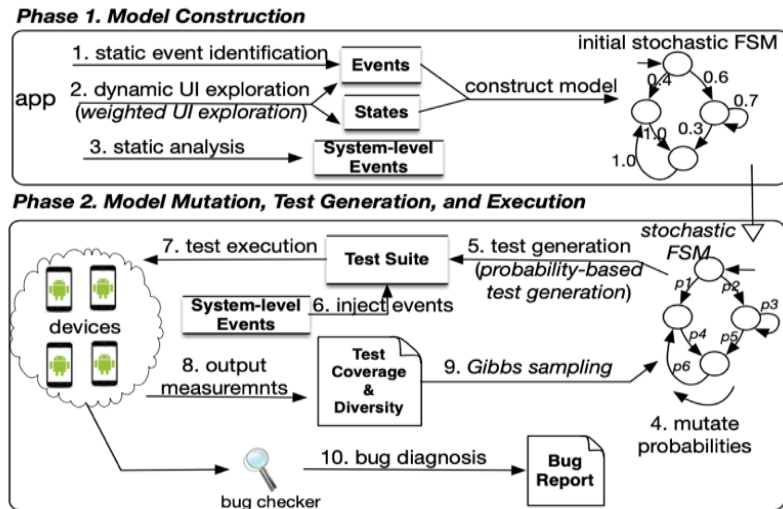 Phase 1. Model Construction
1. static event identification
Events
initial stochastic FSM
2. dynamic UI exploration
(weighted UI exploration)
app
States
construct model
3. static analysis
System-level
Events
0.4
0.6
0.7
1.0
0.3
1.0
Phase 2. Model Mutation, Test Generation, and Execution
7. test execution
Test Suite
5. test generation
(probability-based
test generation)
stochastic
FSM
devices
System-level
Events
6. inject events
p1
p2
p3
p4
p5
p6
8. output
measuremnts
Test
Coverage
&
Diversity
9. Gibbs sampling
4. mutate
probabilities
bug checker
10. bug diagnosis
Bug
Report